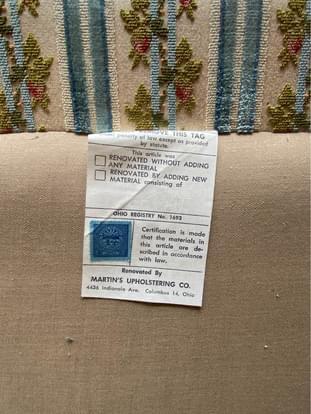 REMOVE THIS TAG
penalty of law except as provided
by statute.
This article was
RENOVATED WITHOUT ADDING
ANY MATERIAL
RENOVATED BY ADDING NEW
MATERIAL consisting of
OHIO REGISTRY No. 1693
Certification is made
that the materials in
this article are de-
scribed in accordance
with law.
Renovated By
MARTIN'S UPHOLSTERING CO.
4436 Indianola Ave. Columbus 14, Ohio